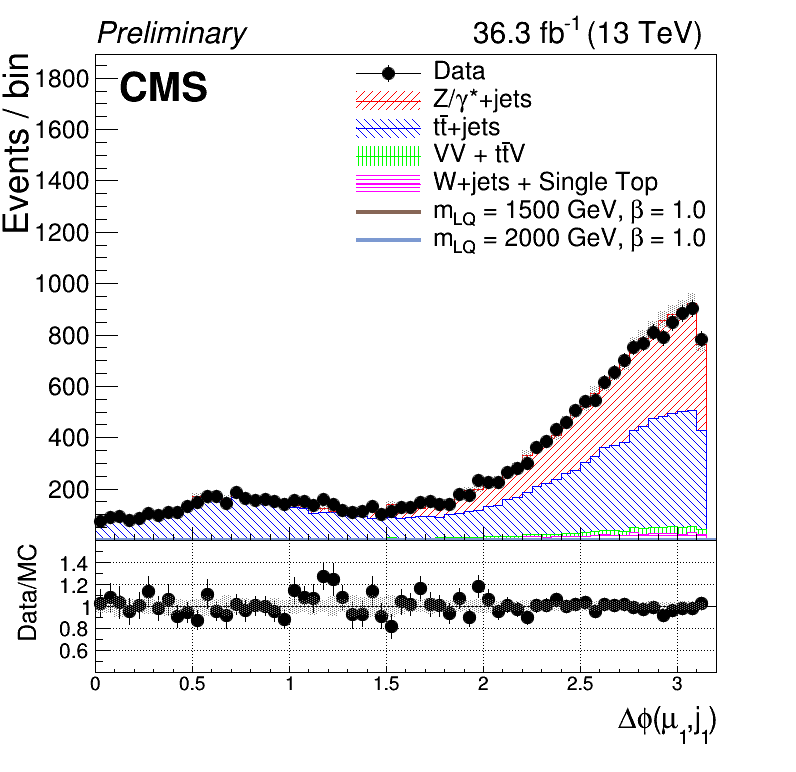 Preliminary 36.3 fb⁻¹ (13 TeV)
CMS
Events / bin
1800
1600
1400
1200
1000
800
600
400
200
Data
Z/γ*+jets
tt̄+jets
VV + tt̄V
W+jets + Single Top
m_LQ = 1500 GeV, β = 1.0
m_LQ = 2000 GeV, β = 1.0
Data/MC
1.4
1.2
1
0.8
0.6
0 0.5 1 1.5 2 2.5 3
Δϕ(μ₁,j₁)